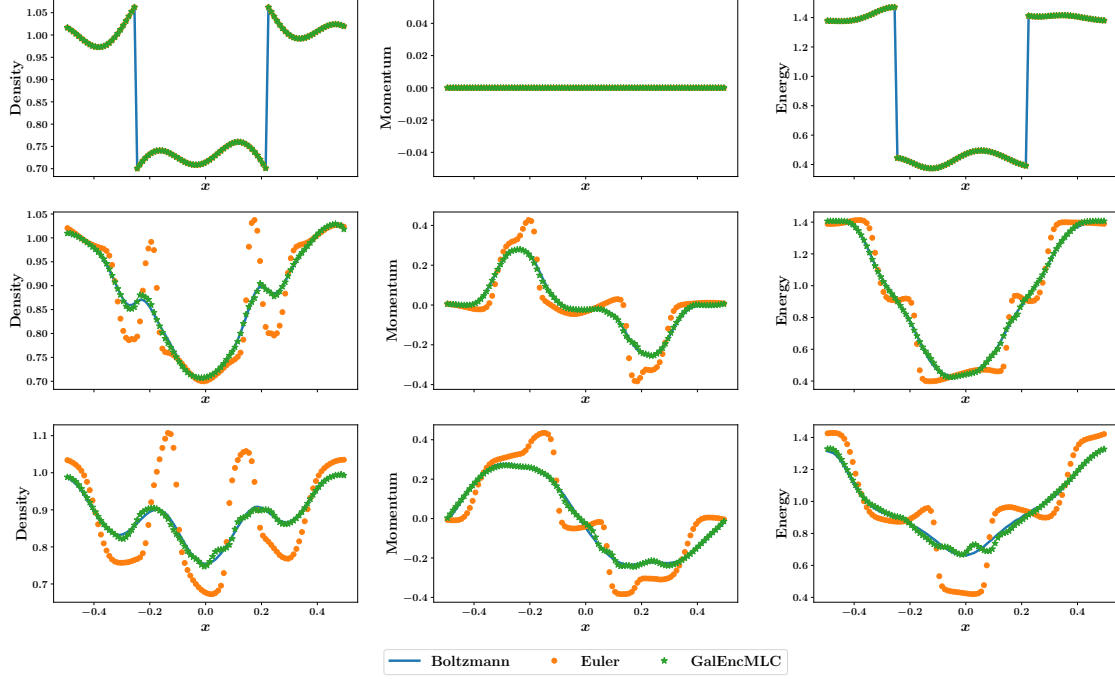 Density
1.05
1.00
0.95
0.90
0.85
0.80
0.75
0.70
x
Momentum
0.04
0.02
0.00
−0.02
−0.04
x
Energy
1.4
1.2
1.0
0.8
0.6
0.4
x
Density
1.05
1.00
0.95
0.90
0.85
0.80
0.75
0.70
x
Momentum
0.4
0.2
0.0
−0.2
−0.4
x
Energy
1.4
1.2
1.0
0.8
0.6
0.4
x
Density
1.1
1.0
0.9
0.8
0.7
−0.4 −0.2 0.0 0.2 0.4
x
Momentum
0.4
0.2
0.0
−0.2
−0.4
−0.4 −0.2 0.0 0.2 0.4
x
Energy
1.4
1.2
1.0
0.8
0.6
0.4
−0.4 −0.2 0.0 0.2 0.4
x
Boltzmann Euler GalEncMLC